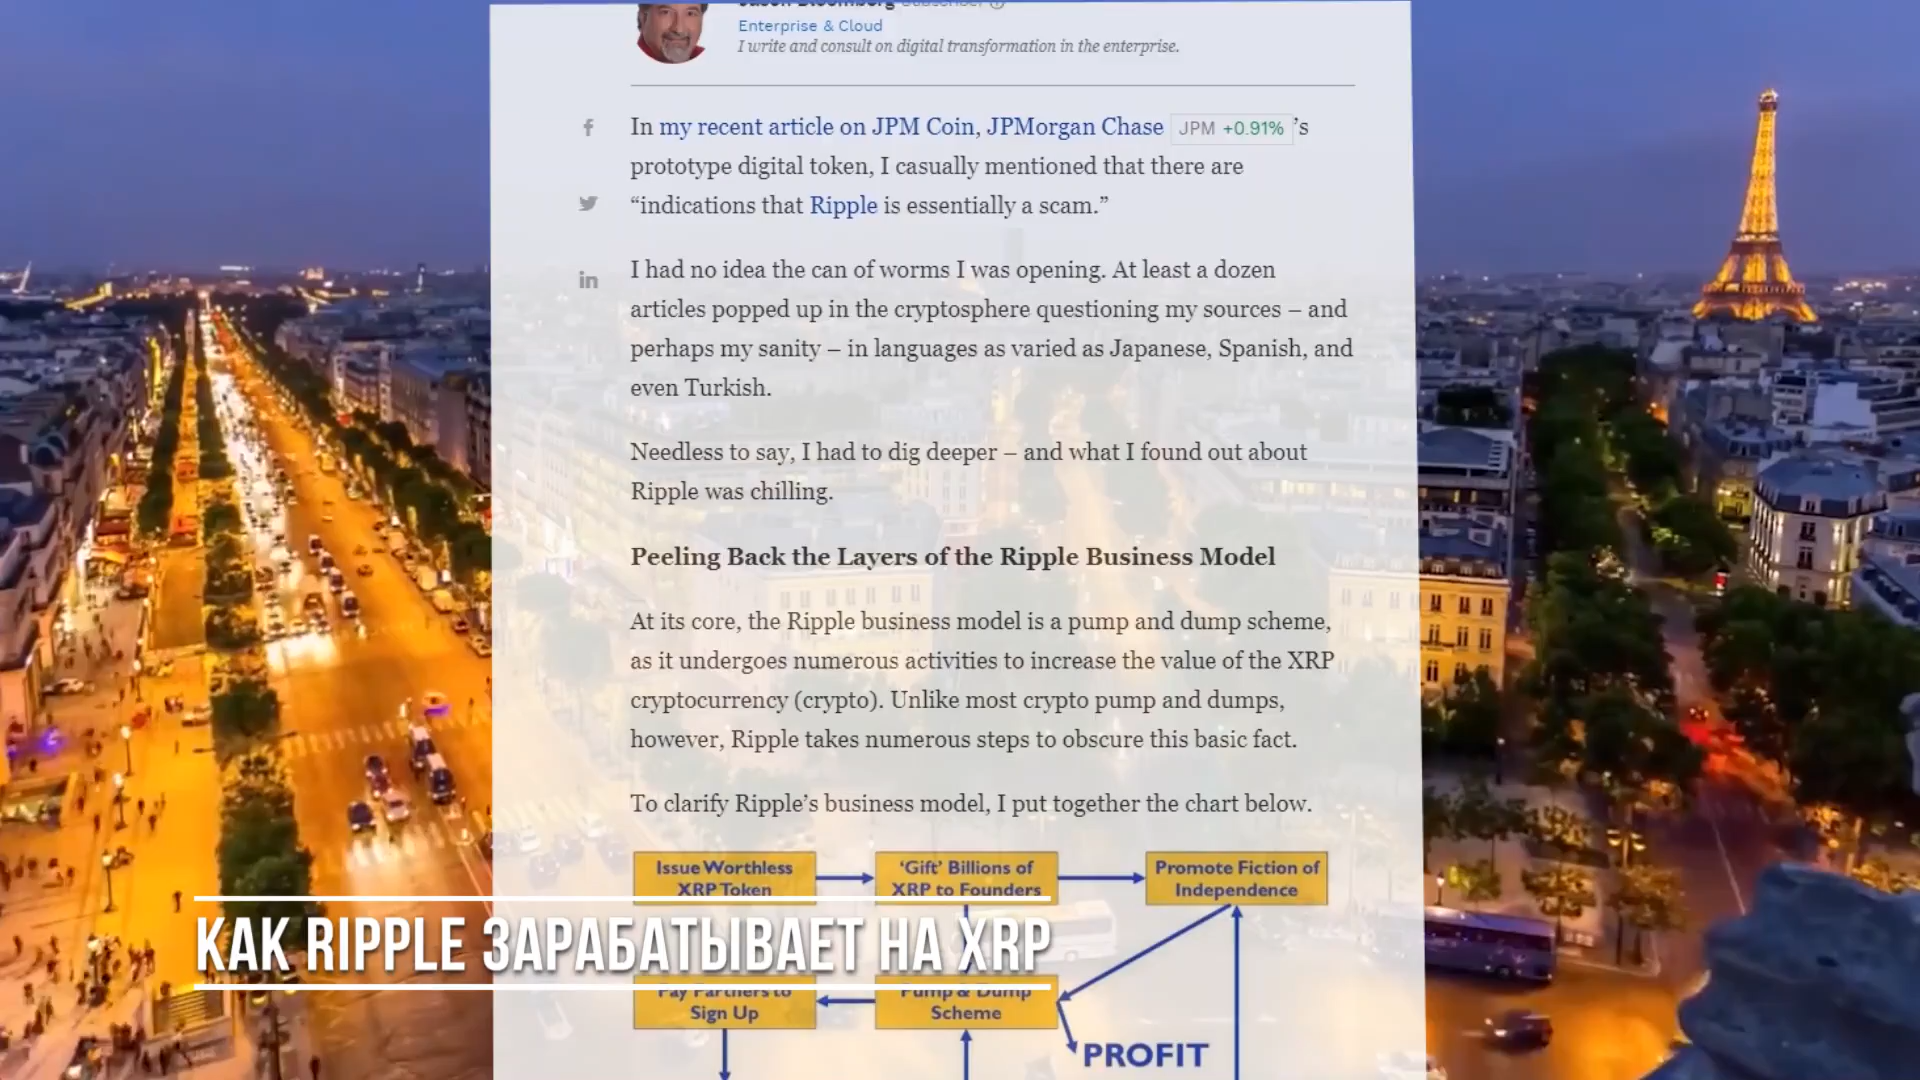 Jason Bloomberg Subscriber
Enterprise & Cloud
I write and consult on digital transformation in the enterprise.
In my recent article on JPM Coin, JPMorgan Chase JPM +0.91% 's
prototype digital token, I casually mentioned that there are
“indications that Ripple is essentially a scam.”
I had no idea the can of worms I was opening. At least a dozen
articles popped up in the cryptosphere questioning my sources – and
perhaps my sanity – in languages as varied as Japanese, Spanish, and
even Turkish.
Needless to say, I had to dig deeper – and what I found out about
Ripple was chilling.
Peeling Back the Layers of the Ripple Business Model
At its core, the Ripple business model is a pump and dump scheme,
as it undergoes numerous activities to increase the value of the XRP
cryptocurrency (crypto). Unlike most crypto pump and dumps,
however, Ripple takes numerous steps to obscure this basic fact.
To clarify Ripple’s business model, I put together the chart below.
Issue Worthless
XRP Token
‘Gift’ Billions of
XRP to Founders
Promote Fiction of
Independence
КАК RIPPLE ЗАРАБАТЫВАЕТ НА XRP
Pay Partners to
Sign Up
Pump & Dump
Scheme
PROFIT